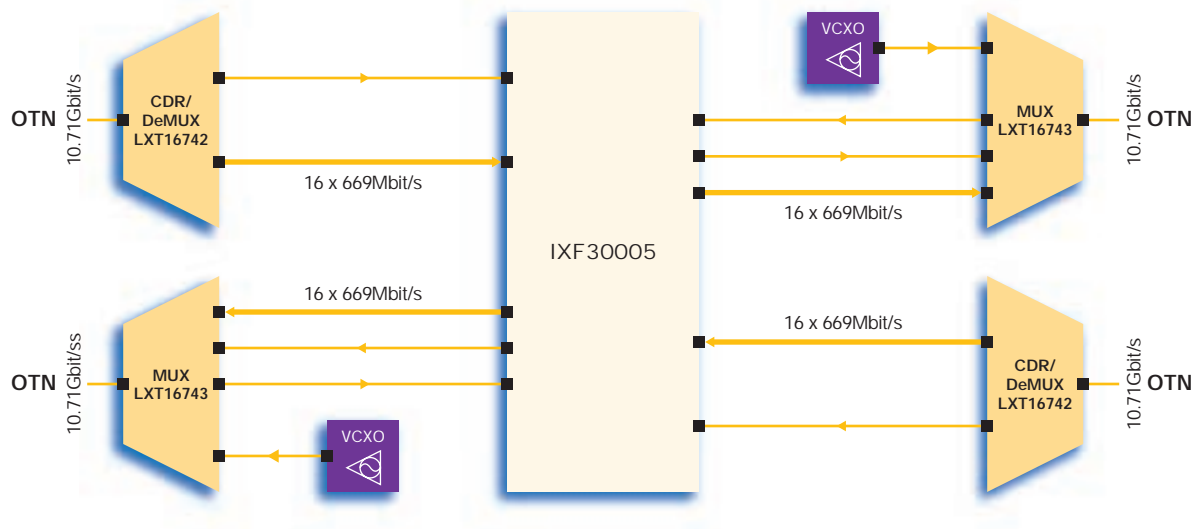 VCXO
OTN
10.71Gbit/s
CDR/
DeMUX
LXT16742
16 x 669Mbit/s
IXF30005
MUX
LXT16743
10.71Gbit/s
OTN
16 x 669Mbit/s
OTN
10.71Gbit/ss
MUX
LXT16743
16 x 669Mbit/s
VCXO
16 x 669Mbit/s
CDR/
DeMUX
LXT16742
10.71Gbit/s
OTN